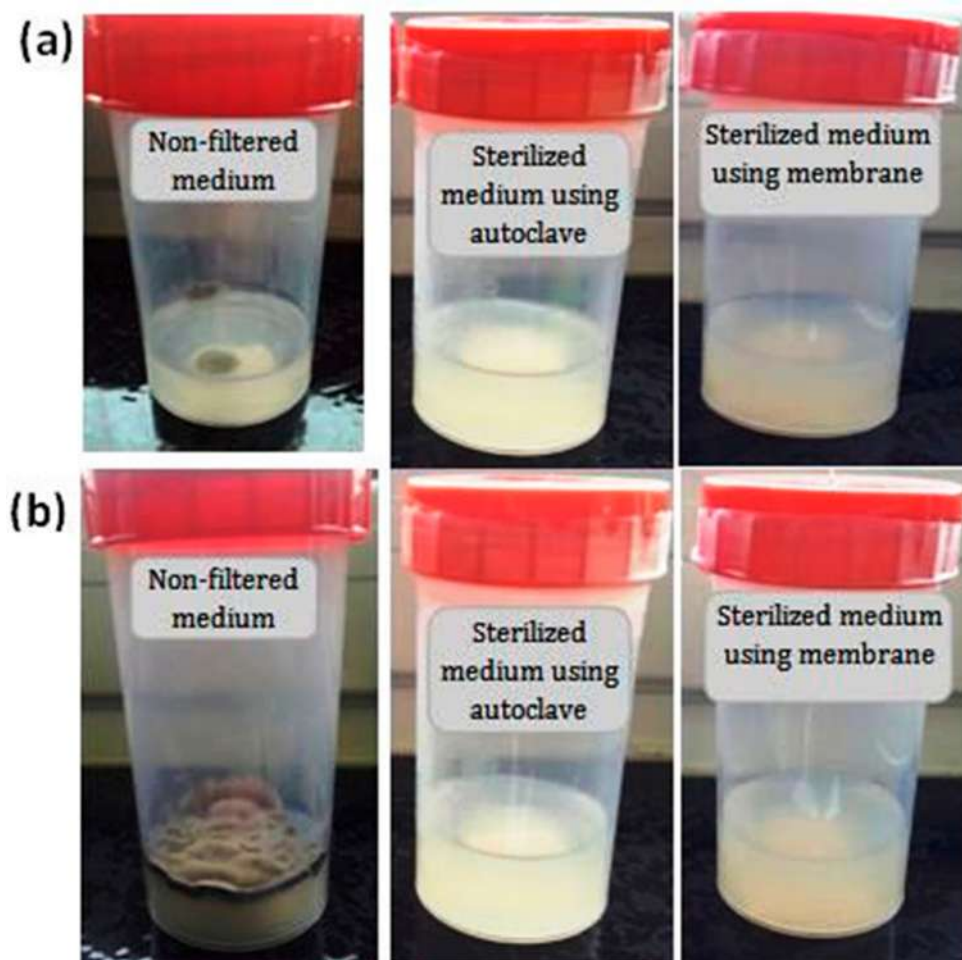 (a)
Non-filtered
medium
Sterilized
medium using
autoclave
Sterilized medium
using membrane
(b)
Non-filtered
medium
Sterilized
medium using
autoclave
Sterilized medium
using membrane